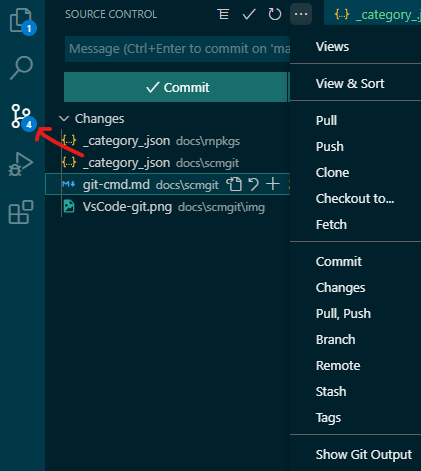 SOURCE CONTROL
_category_.j
1
Message (Ctrl+Enter to commit on 'ma
Commit
4
Changes
_category_.json docs\mpkgs
_category_.json docs\scmgit
git-cmd.md docs\scmgit
VsCode-git.png docs\scmgit\img
Views
View & Sort
Pull
Push
Clone
Checkout to...
Fetch
Commit
Changes
Pull, Push
Branch
Remote
Stash
Tags
Show Git Output